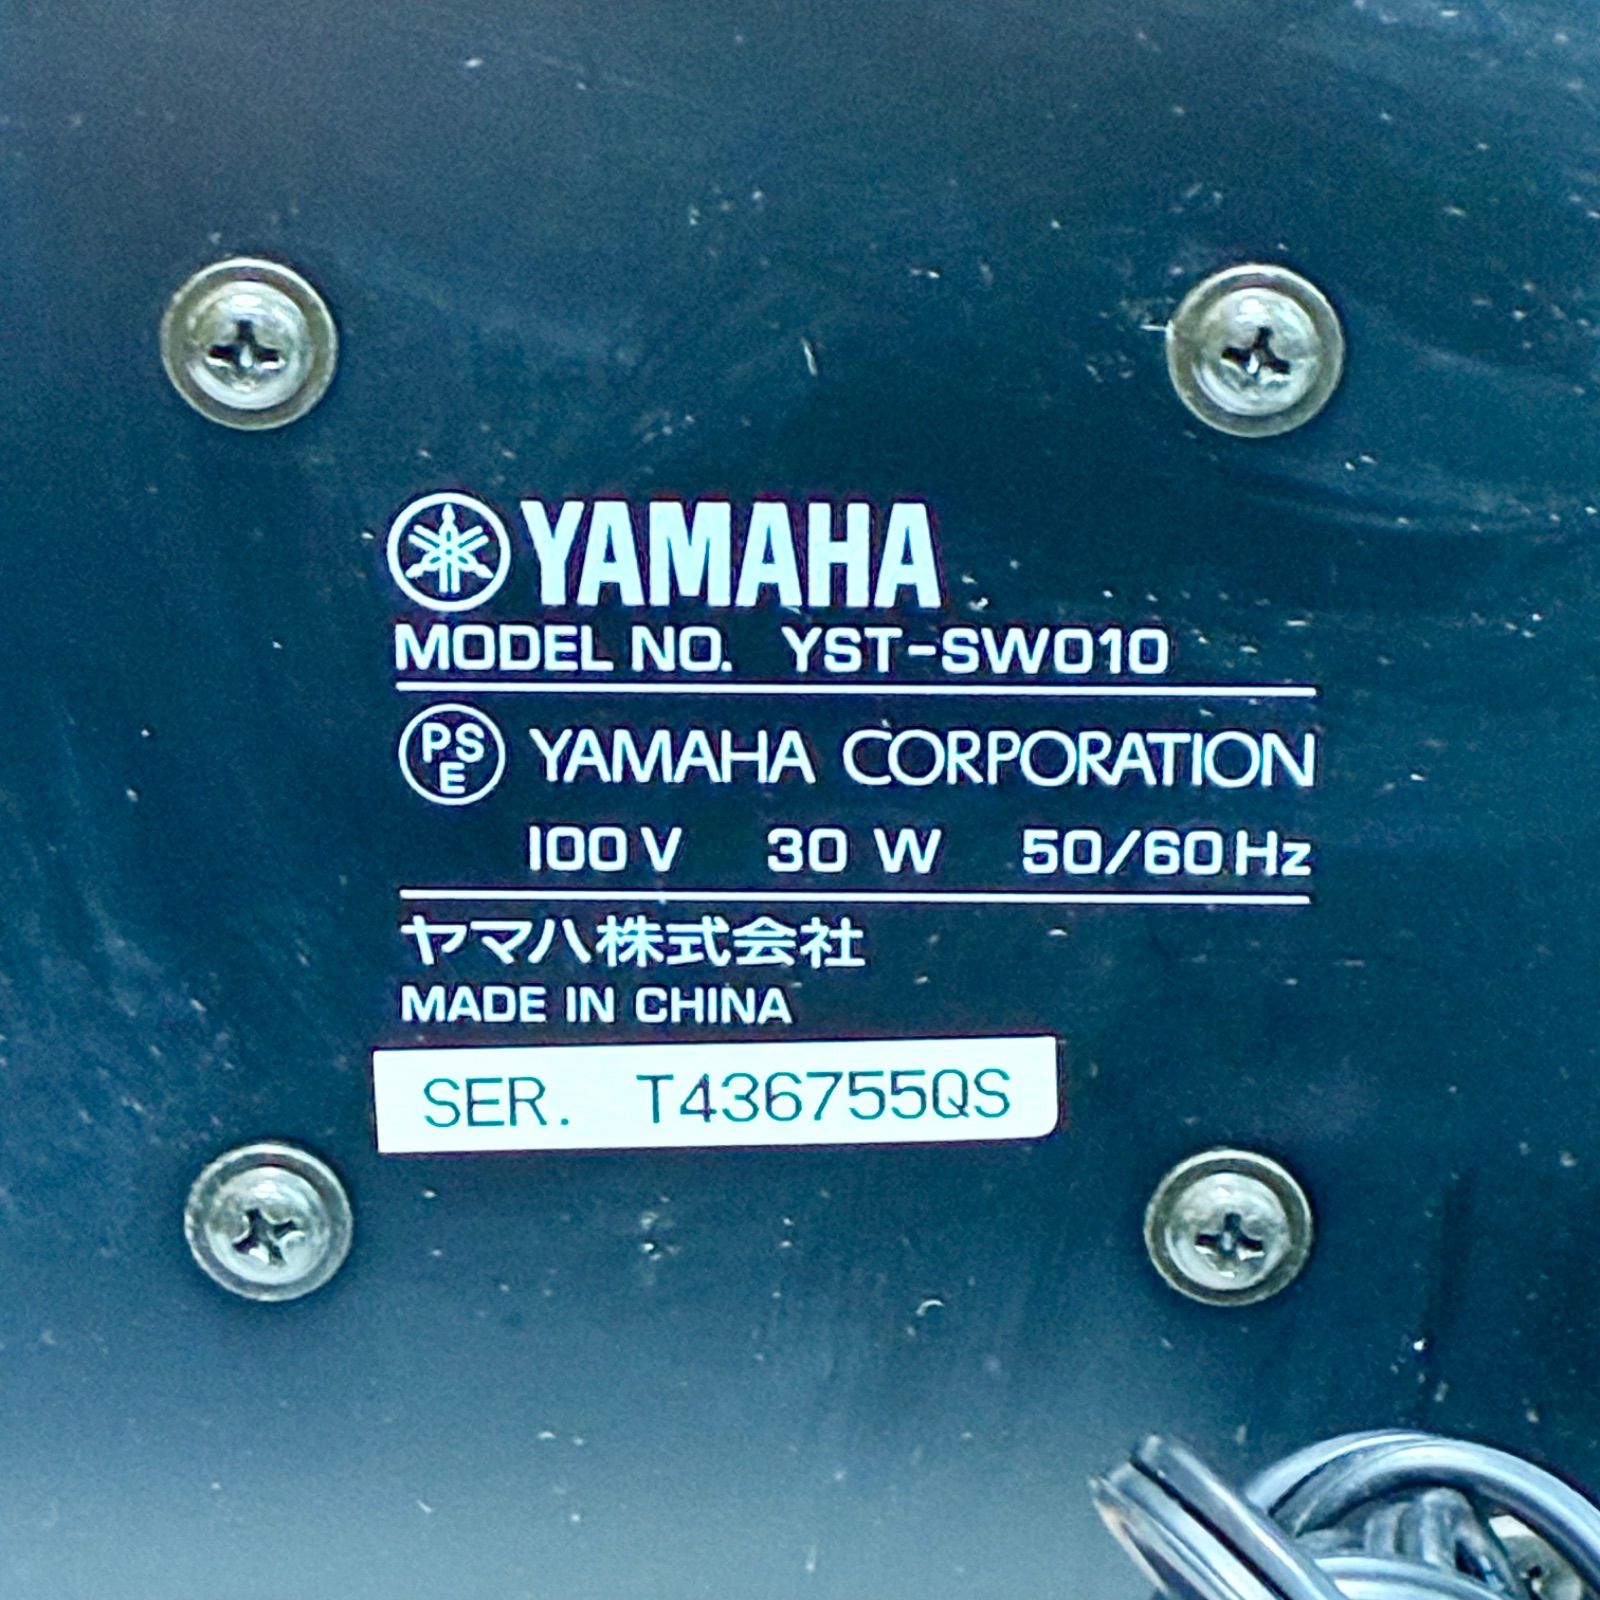 YAMAHA
MODEL NO. YST-SW010
PSE YAMAHA CORPORATION
100V 30 W 50/60Hz
ヤマハ株式会社
MADE IN CHINA
SER. T436755QS